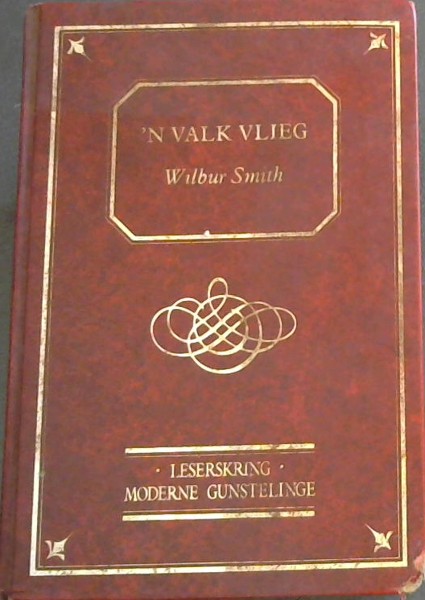 'N VALK VLIEG
Wilbur Smith
· LESERSKRING ·
MODERNE GUNSTELINGE